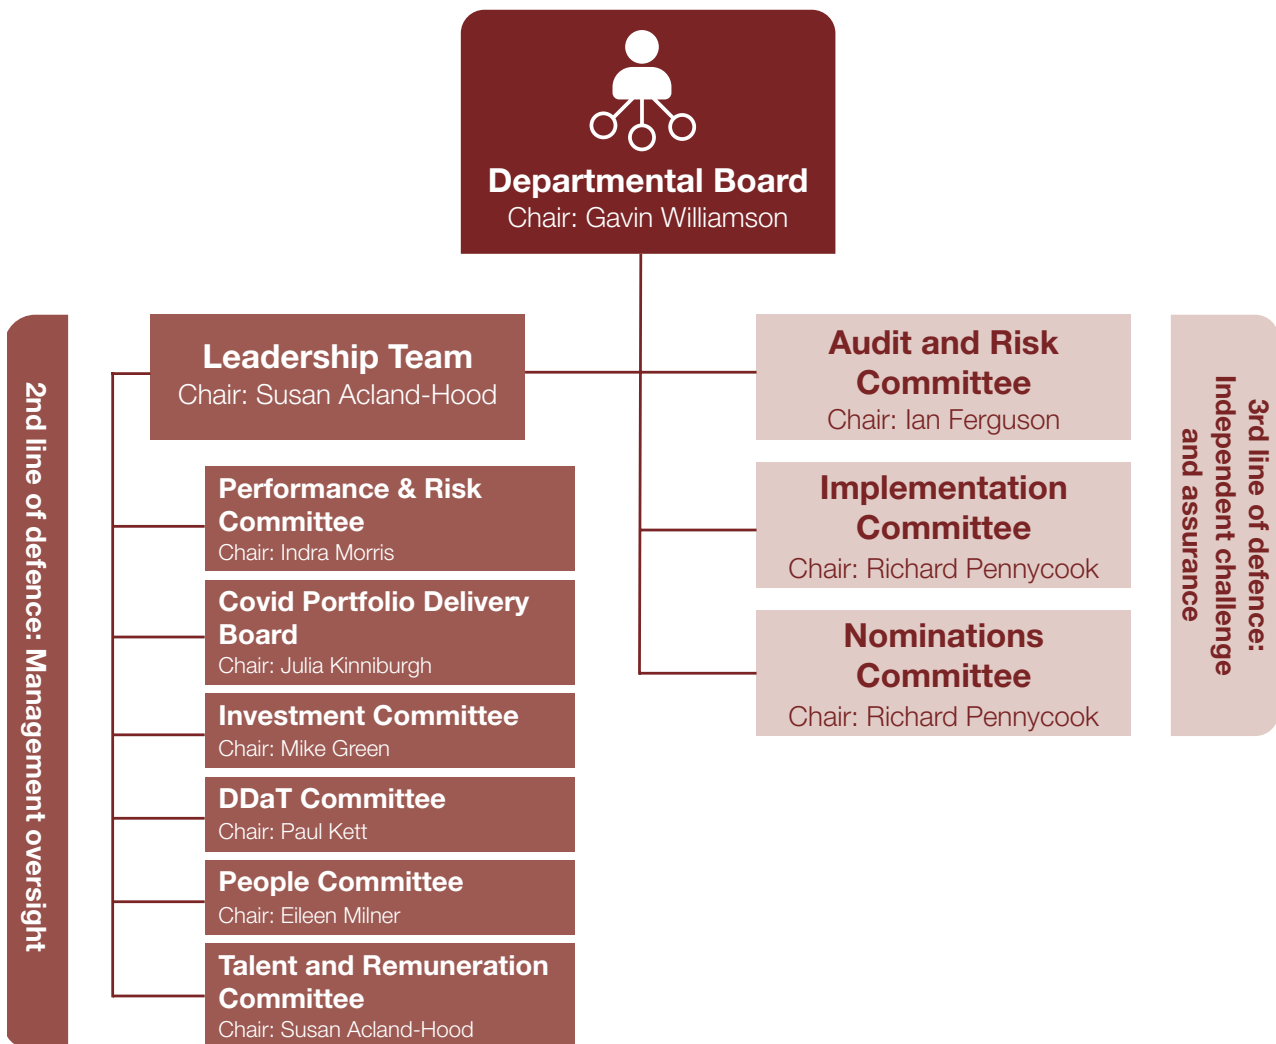 Departmental Board
Chair: Gavin Williamson
2nd line of defence: Management oversight
Leadership Team
Chair: Susan Acland-Hood
Performance & Risk
Committee
Chair: Indra Morris
Covid Portfolio Delivery
Board
Chair: Julia Kinniburgh
Investment Committee
Chair: Mike Green
DDaT Committee
Chair: Paul Kett
People Committee
Chair: Eileen Milner
Talent and Remuneration
Committee
Chair: Susan Acland-Hood
Audit and Risk
Committee
Chair: Ian Ferguson
Implementation
Committee
Chair: Richard Pennycook
Nominations
Committee
Chair: Richard Pennycook
3rd line of defence:
Independent challenge
and assurance